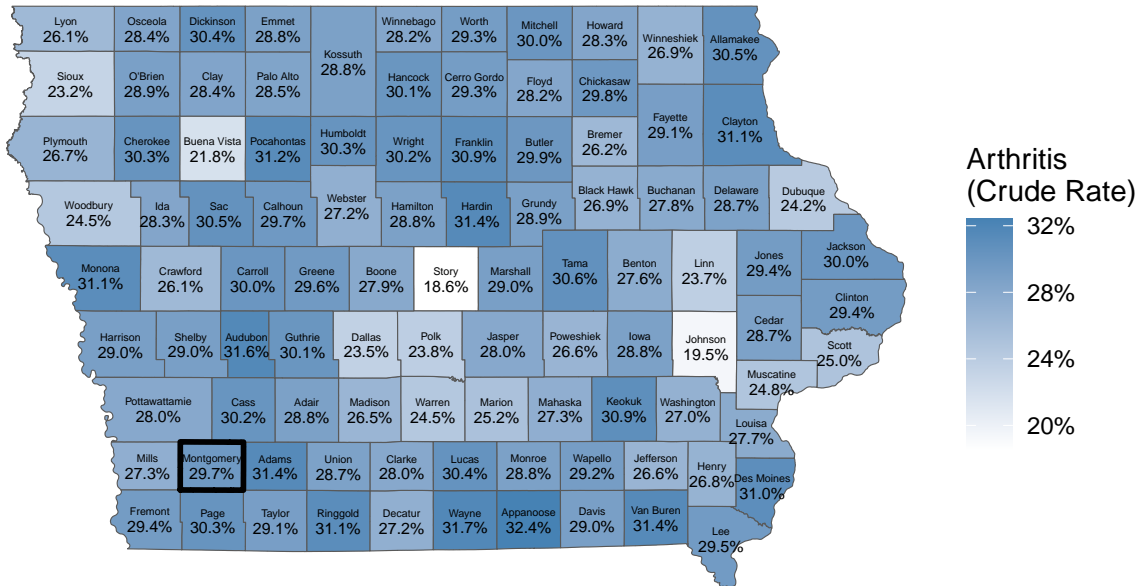 Lyon
26.1%
Osceola
28.4%
Dickinson
30.4%
Emmet
28.8%
Kossuth
28.8%
Winnebago
28.2%
Worth
29.3%
Mitchell
30.0%
Howard
28.3%
Winneshiek
26.9%
Allamakee
30.5%
Sioux
23.2%
O'Brien
28.9%
Clay
28.4%
Palo Alto
28.5%
Hancock
30.1%
Cerro Gordo
29.3%
Floyd
28.2%
Chickasaw
29.8%
Plymouth
26.7%
Cherokee
30.3%
Buena Vista
21.8%
Pocahontas
31.2%
Humboldt
30.3%
Wright
30.2%
Franklin
30.9%
Butler
29.9%
Bremer
26.2%
Fayette
29.1%
Clayton
31.1%
Woodbury
24.5%
Ida
28.3%
Sac
30.5%
Calhoun
29.7%
Webster
27.2%
Hamilton
28.8%
Hardin
31.4%
Grundy
28.9%
Black Hawk
26.9%
Buchanan
27.8%
Delaware
28.7%
Dubuque
24.2%
Monona
31.1%
Crawford
26.1%
Carroll
30.0%
Greene
29.6%
Boone
27.9%
Story
18.6%
Marshall
29.0%
Tama
30.6%
Benton
27.6%
Linn
23.7%
Jones
29.4%
Jackson
30.0%
Clinton
29.4%
Harrison
29.0%
Shelby
29.0%
Audubon
31.6%
Guthrie
30.1%
Dallas
23.5%
Polk
23.8%
Jasper
28.0%
Poweshiek
26.6%
Iowa
28.8%
Johnson
19.5%
Cedar
28.7%
Scott
25.0%
Muscatine
24.8%
Pottawattamie
28.0%
Cass
30.2%
Adair
28.8%
Madison
26.5%
Warren
24.5%
Marion
25.2%
Mahaska
27.3%
Keokuk
30.9%
Washington
27.0%
Louisa
27.7%
Mills
27.3%
Montgomery
29.7%
Adams
31.4%
Union
28.7%
Clarke
28.0%
Lucas
30.4%
Monroe
28.8%
Wapello
29.2%
Jefferson
26.6%
Henry
26.8%
Des Moines
31.0%
Fremont
29.4%
Page
30.3%
Taylor
29.1%
Ringgold
31.1%
Decatur
27.2%
Wayne
31.7%
Appanoose
32.4%
Davis
29.0%
Van Buren
31.4%
Lee
29.5%
Arthritis
(Crude Rate)
32%
28%
24%
20%